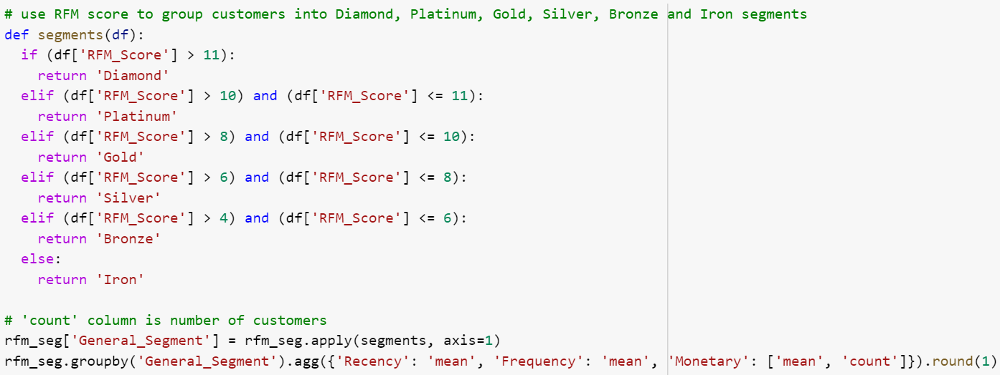 # use RFM score to group customers into Diamond, Platinum, Gold, Silver, Bronze and Iron segments
def segments(df):
  if (df['RFM_Score'] > 11):
    return 'Diamond'
  elif (df['RFM_Score'] > 10) and (df['RFM_Score'] <= 11):
    return 'Platinum'
  elif (df['RFM_Score'] > 8) and (df['RFM_Score'] <= 10):
    return 'Gold'
  elif (df['RFM_Score'] > 6) and (df['RFM_Score'] <= 8):
    return 'Silver'
  elif (df['RFM_Score'] > 4) and (df['RFM_Score'] <= 6):
    return 'Bronze'
  else:
    return 'Iron'

# 'count' column is number of customers
rfm_seg['General_Segment'] = rfm_seg.apply(segments, axis=1)
rfm_seg.groupby('General_Segment').agg({'Recency': 'mean', 'Frequency': 'mean', 'Monetary': ['mean', 'count']}).round(1)